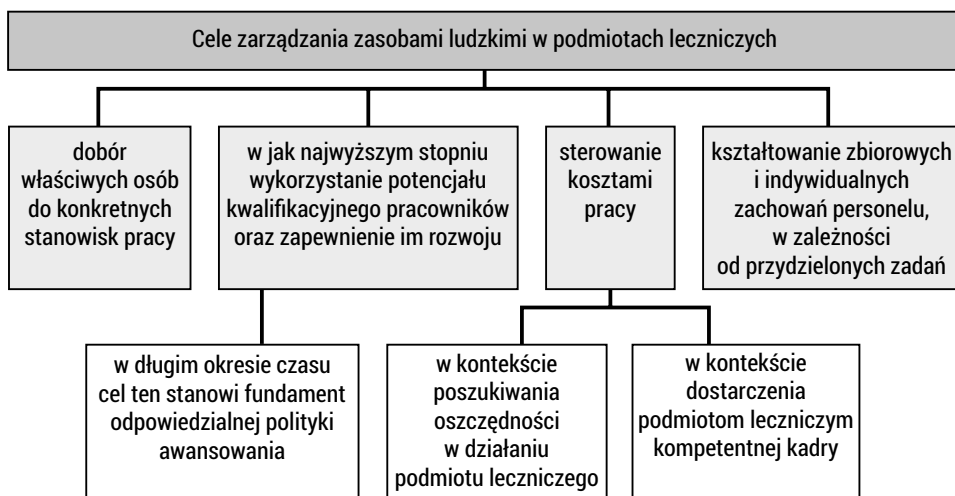 Cele zarządzania zasobami ludzkimi w podmiotach leczniczych
dobór
właściwych osób
do konkretnych
stanowisk pracy
w jak najwyższym stopniu
wykorzystanie potencjału
kwalifikacyjnego pracowników
oraz zapewnienie im rozwoju
sterowanie
kosztami
pracy
kształtowanie zbiorowych
i indywidualnych
zachowań personelu,
w zależności
od przydzielonych zadań
w długim okresie czasu
cel ten stanowi fundament
odpowiedzialnej polityki
awansowania
w kontekście
poszukiwania
oszczędności
w działaniu
podmiotu leczniczego
w kontekście
dostarczenia
podmiotom leczniczym
kompetentnej kadry